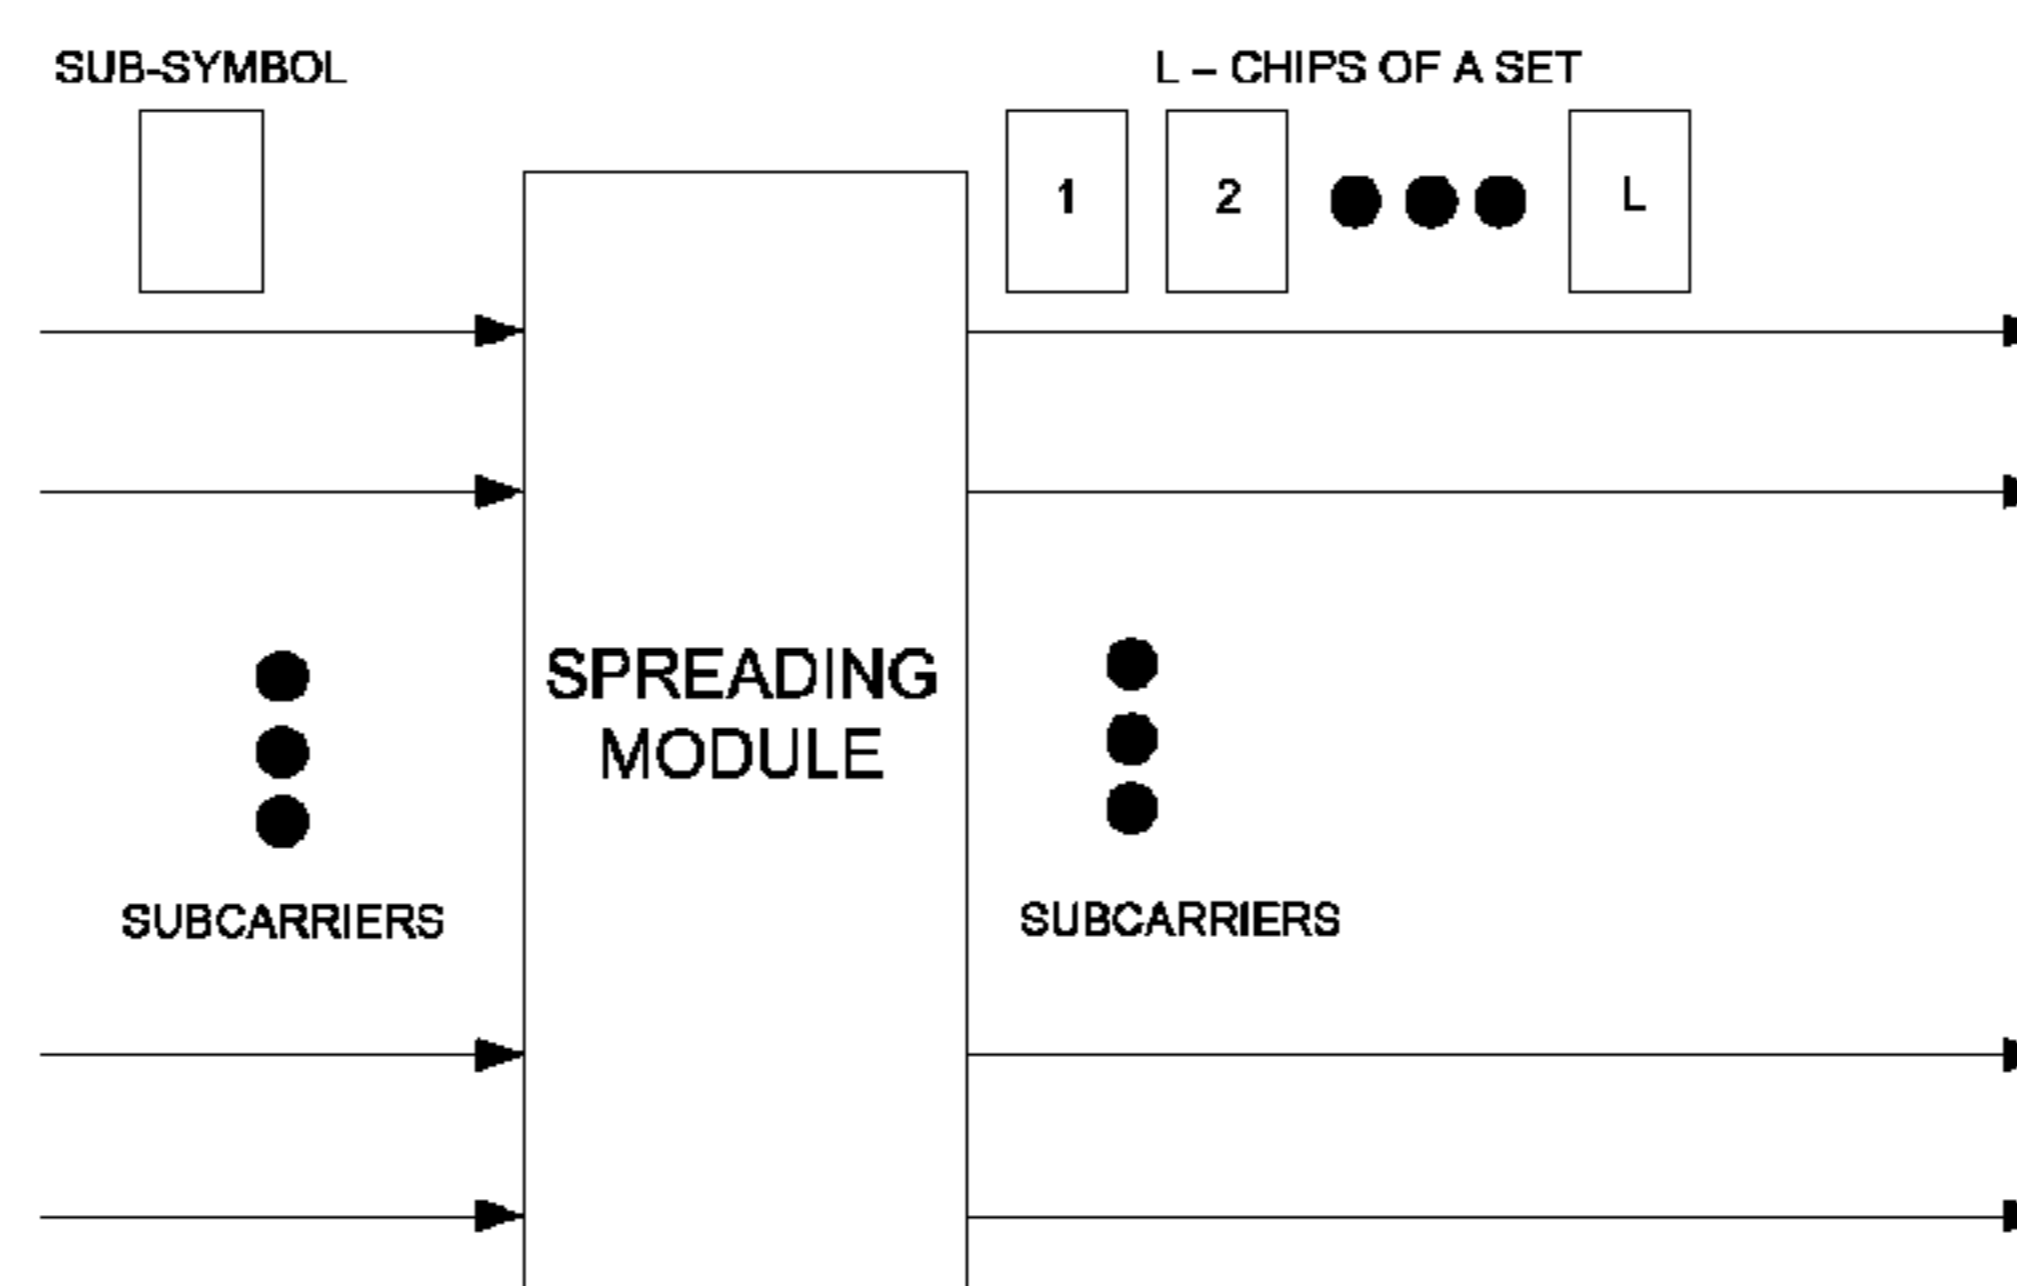 SUB-SYMBOL
L – CHIPS OF A SET
1
2
L
SPREADING
MODULE
SUBCARRIERS
SUBCARRIERS